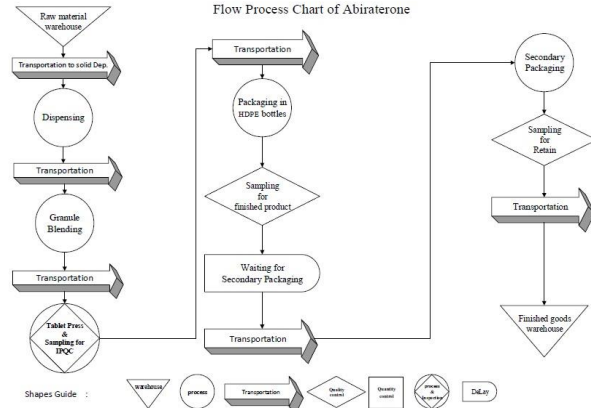 Flow Process Chart of Abiraterone
Raw material
warehouse
Transportation to solid Dep.
Dispensing
Transportation
Granule
Blending
Transportation
Tablet Press
&
Sampling for
IPQC
Transportation
Packaging in
HDPE bottles
Sampling
for
finished product
Waiting for
Secondary Packaging
Transportation
Secondary
Packaging
Sampling
for
Retain
Transportation
Finished goods
warehouse
Shapes Guide :
warehouse
process
Transportation
Quality
control
Quantity
control
process
&
inspection
DeLay